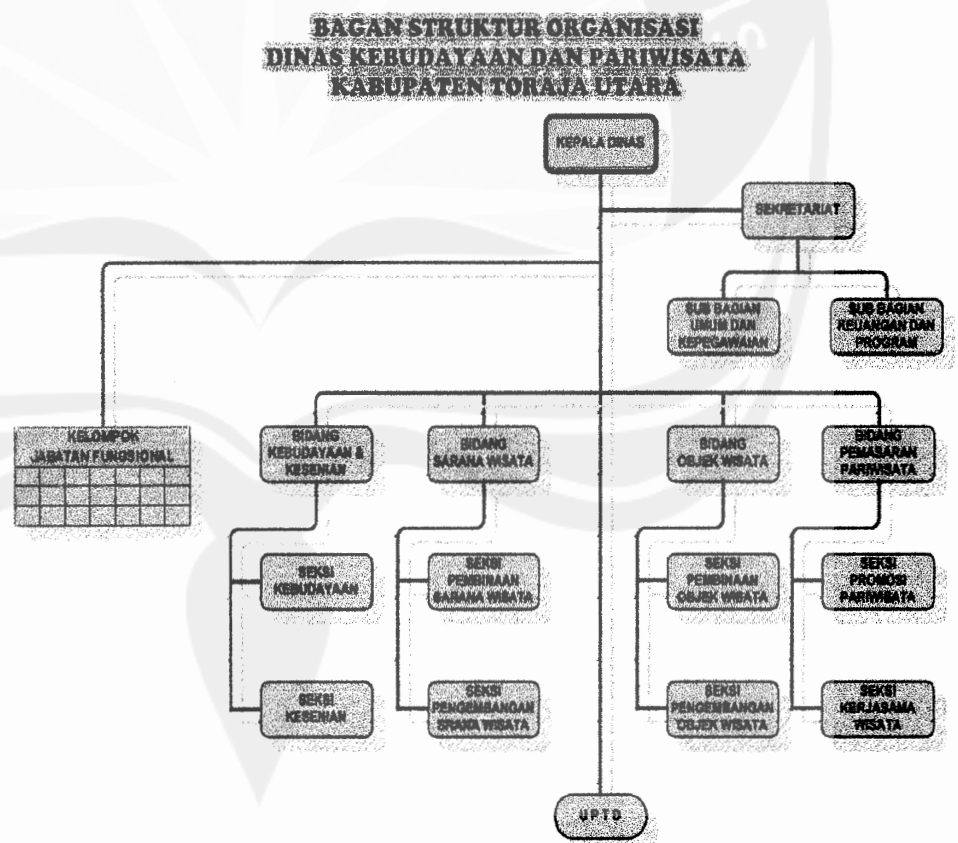 BAGAN STRUKTUR ORGANISASI
DINAS KEBUDAYAAN DAN PARIWISATA
KABUPATEN TORAJA UTARA
KEPALA DINAS
SEKRETARIAT
SUB BAGIAN
UMUM DAN
KEPEGAWAIAN
SUB BAGIAN
KEUANGAN DAN
PROGRAM
KELOMPOK
JABATAN FUNGSIONAL
BIDANG
KEBUDAYAAN &
KESENIAN
BIDANG
SARANA WISATA
BIDANG
OBJEK WISATA
BIDANG
PEMASARAN
PARIWISATA
SEKSI
KEBUDAYAAN
SEKSI
PEMBINAAN
SARANA WISATA
SEKSI
PEMBINAAN
OBJEK WISATA
SEKSI
PROMOSI
PARIWISATA
SEKSI
KESENIAN
SEKSI
PENGEMBANGAN
SRANA WISATA
SEKSI
PENGEMBANGAN
OBJEK WISATA
SEKSI
KERJASAMA
WISATA
UPTD